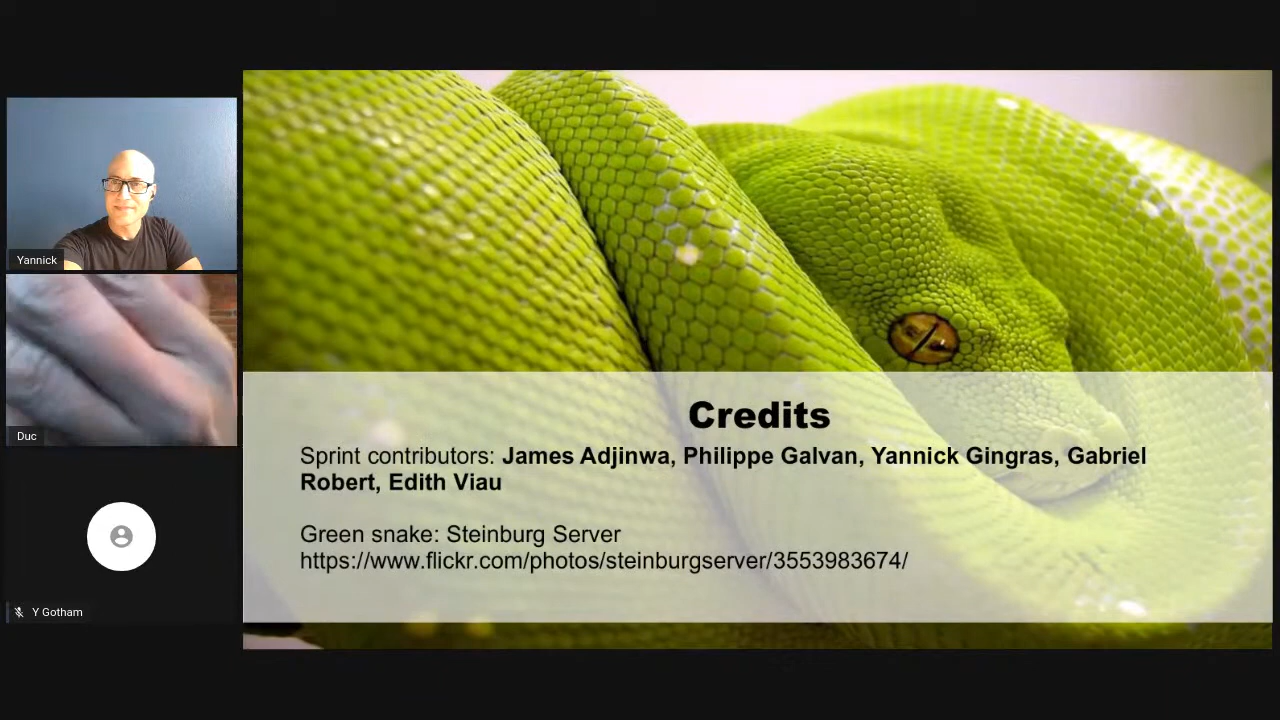 Yannick
Duc
Y Gotham
Credits
Sprint contributors: James Adjinwa, Philippe Galvan, Yannick Gingras, Gabriel
Robert, Edith Viau
Green snake: Steinburg Server
https://www.flickr.com/photos/steinburgserver/3553983674/